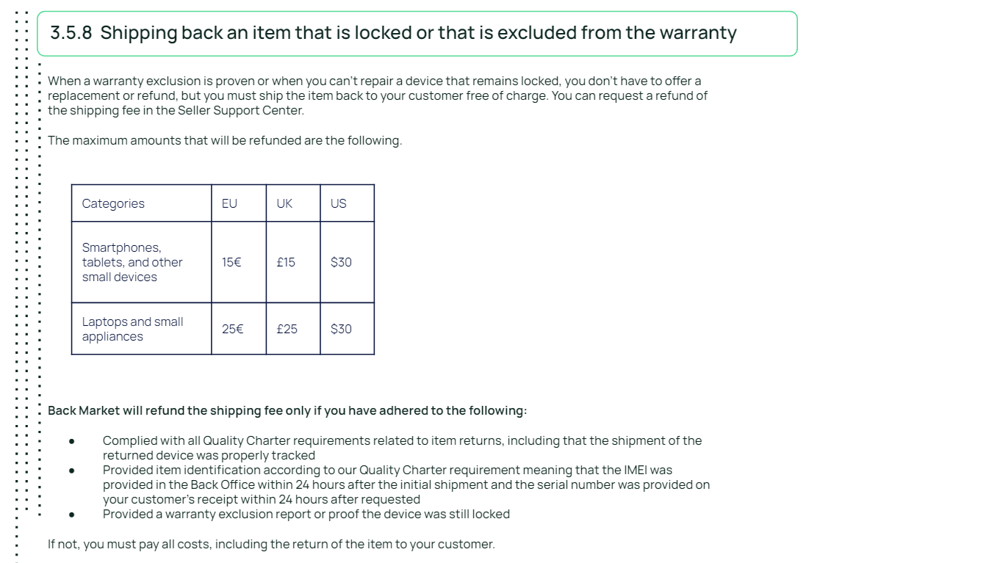 3.5.8 Shipping back an item that is locked or that is excluded from the warranty
When a warranty exclusion is proven or when you can't repair a device that remains locked, you don't have to offer a
replacement or refund, but you must ship the item back to your customer free of charge. You can request a refund of
the shipping fee in the Seller Support Center.
The maximum amounts that will be refunded are the following.
Categories EU UK US
Smartphones,
tablets, and other
small devices
15€ £15 $30
Laptops and small
appliances
25€ £25 $30
Back Market will refund the shipping fee only if you have adhered to the following:
● Complied with all Quality Charter requirements related to item returns, including that the shipment of the
returned device was properly tracked
● Provided item identification according to our Quality Charter requirement meaning that the IMEI was
provided in the Back Office within 24 hours after the initial shipment and the serial number was provided on
your customer's receipt within 24 hours after requested
● Provided a warranty exclusion report or proof the device was still locked
If not, you must pay all costs, including the return of the item to your customer.